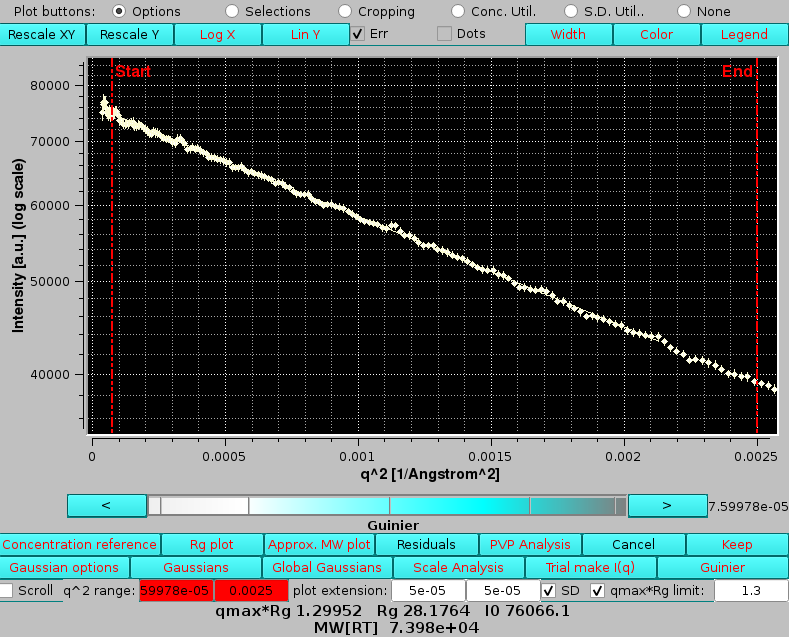 Plot buttons: Options Selections Cropping Conc. Util. S.D. Util.. None
Rescale XY Rescale Y Log X Lin Y Err Dots Width Color Legend
Start End
80000
70000
60000
50000
40000
Intensity [a.u.] (log scale)
0 0.0005 0.001 0.0015 0.002 0.0025
q^2 [1/Angstrom^2]
< > 7.59978e-05
Guinier
Concentration reference Rg plot Approx. MW plot Residuals PVP Analysis Cancel Keep
Gaussian options Gaussians Global Gaussians Scale Analysis Trial make I(q) Guinier
Scroll q^2 range: 59978e-05 0.0025 plot extension: 5e-05 5e-05 SD qmax*Rg limit: 1.3
qmax*Rg 1.29952 Rg 28.1764 I0 76066.1
MW[RT] 7.398e+04